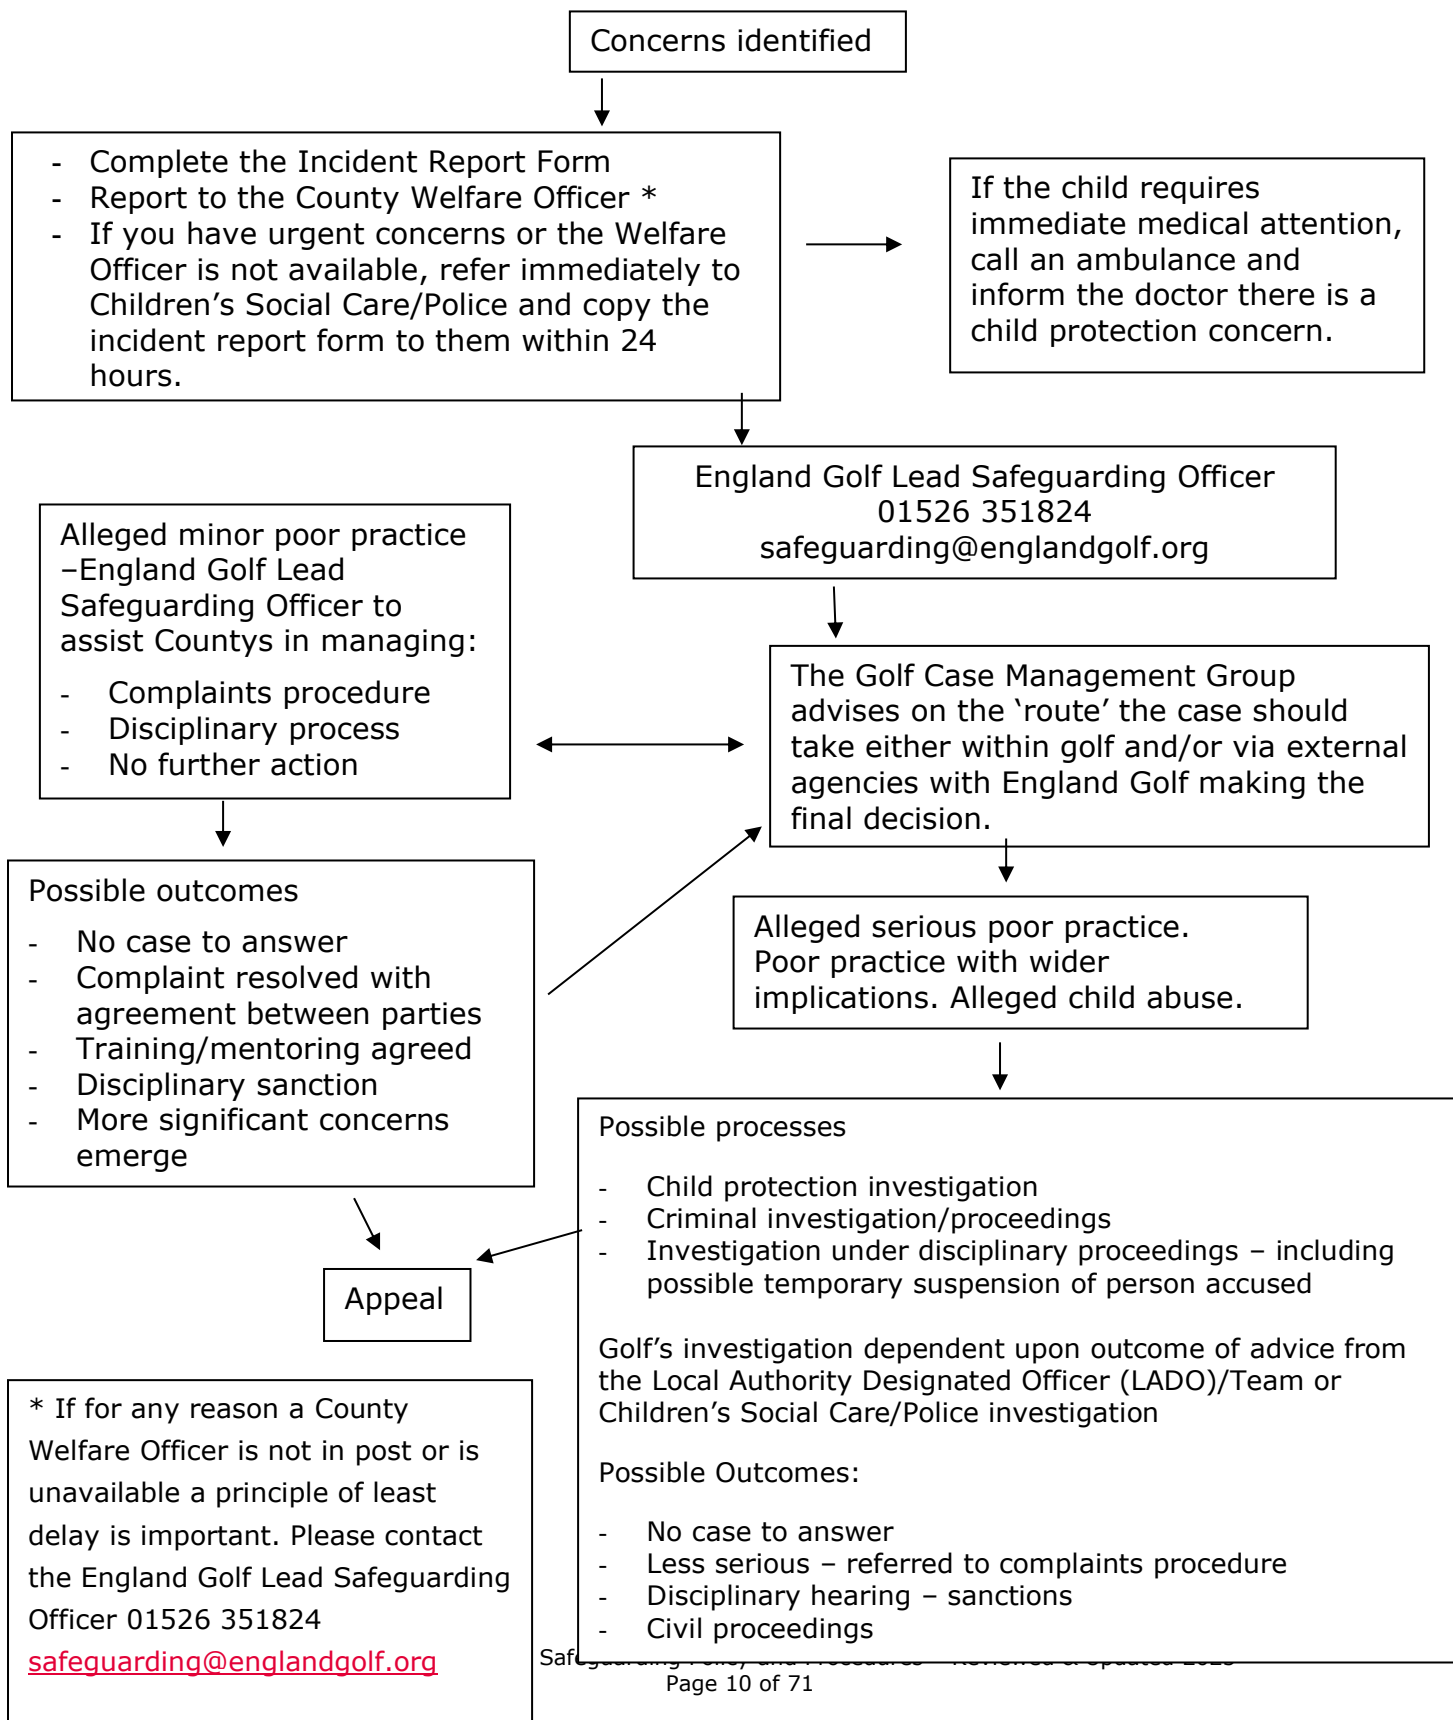 Concerns identified
- Complete the Incident Report Form
- Report to the County Welfare Officer *
- If you have urgent concerns or the Welfare
Officer is not available, refer immediately to
Children’s Social Care/Police and copy the
incident report form to them within 24
hours.
If the child requires
immediate medical attention,
call an ambulance and
inform the doctor there is a
child protection concern.
England Golf Lead Safeguarding Officer
01526 351824
safeguarding@englandgolf.org
Alleged minor poor practice
–England Golf Lead
Safeguarding Officer to
assist Countys in managing:
- Complaints procedure
- Disciplinary process
- No further action
The Golf Case Management Group
advises on the ‘route’ the case should
take either within golf and/or via external
agencies with England Golf making the
final decision.
Possible outcomes
- No case to answer
- Complaint resolved with
agreement between parties
- Training/mentoring agreed
- Disciplinary sanction
- More significant concerns
emerge
Alleged serious poor practice.
Poor practice with wider
implications. Alleged child abuse.
Possible processes
- Child protection investigation
- Criminal investigation/proceedings
- Investigation under disciplinary proceedings – including
possible temporary suspension of person accused
Golf’s investigation dependent upon outcome of advice from
the Local Authority Designated Officer (LADO)/Team or
Children’s Social Care/Police investigation
Possible Outcomes:
- No case to answer
- Less serious – referred to complaints procedure
- Disciplinary hearing – sanctions
- Civil proceedings
Appeal
* If for any reason a County
Welfare Officer is not in post or is
unavailable a principle of least
delay is important. Please contact
the England Golf Lead Safeguarding
Officer 01526 351824
safeguarding@englandgolf.org
Safeguarding Policy and Procedures – Reviewed & Updated
Page 10 of 71